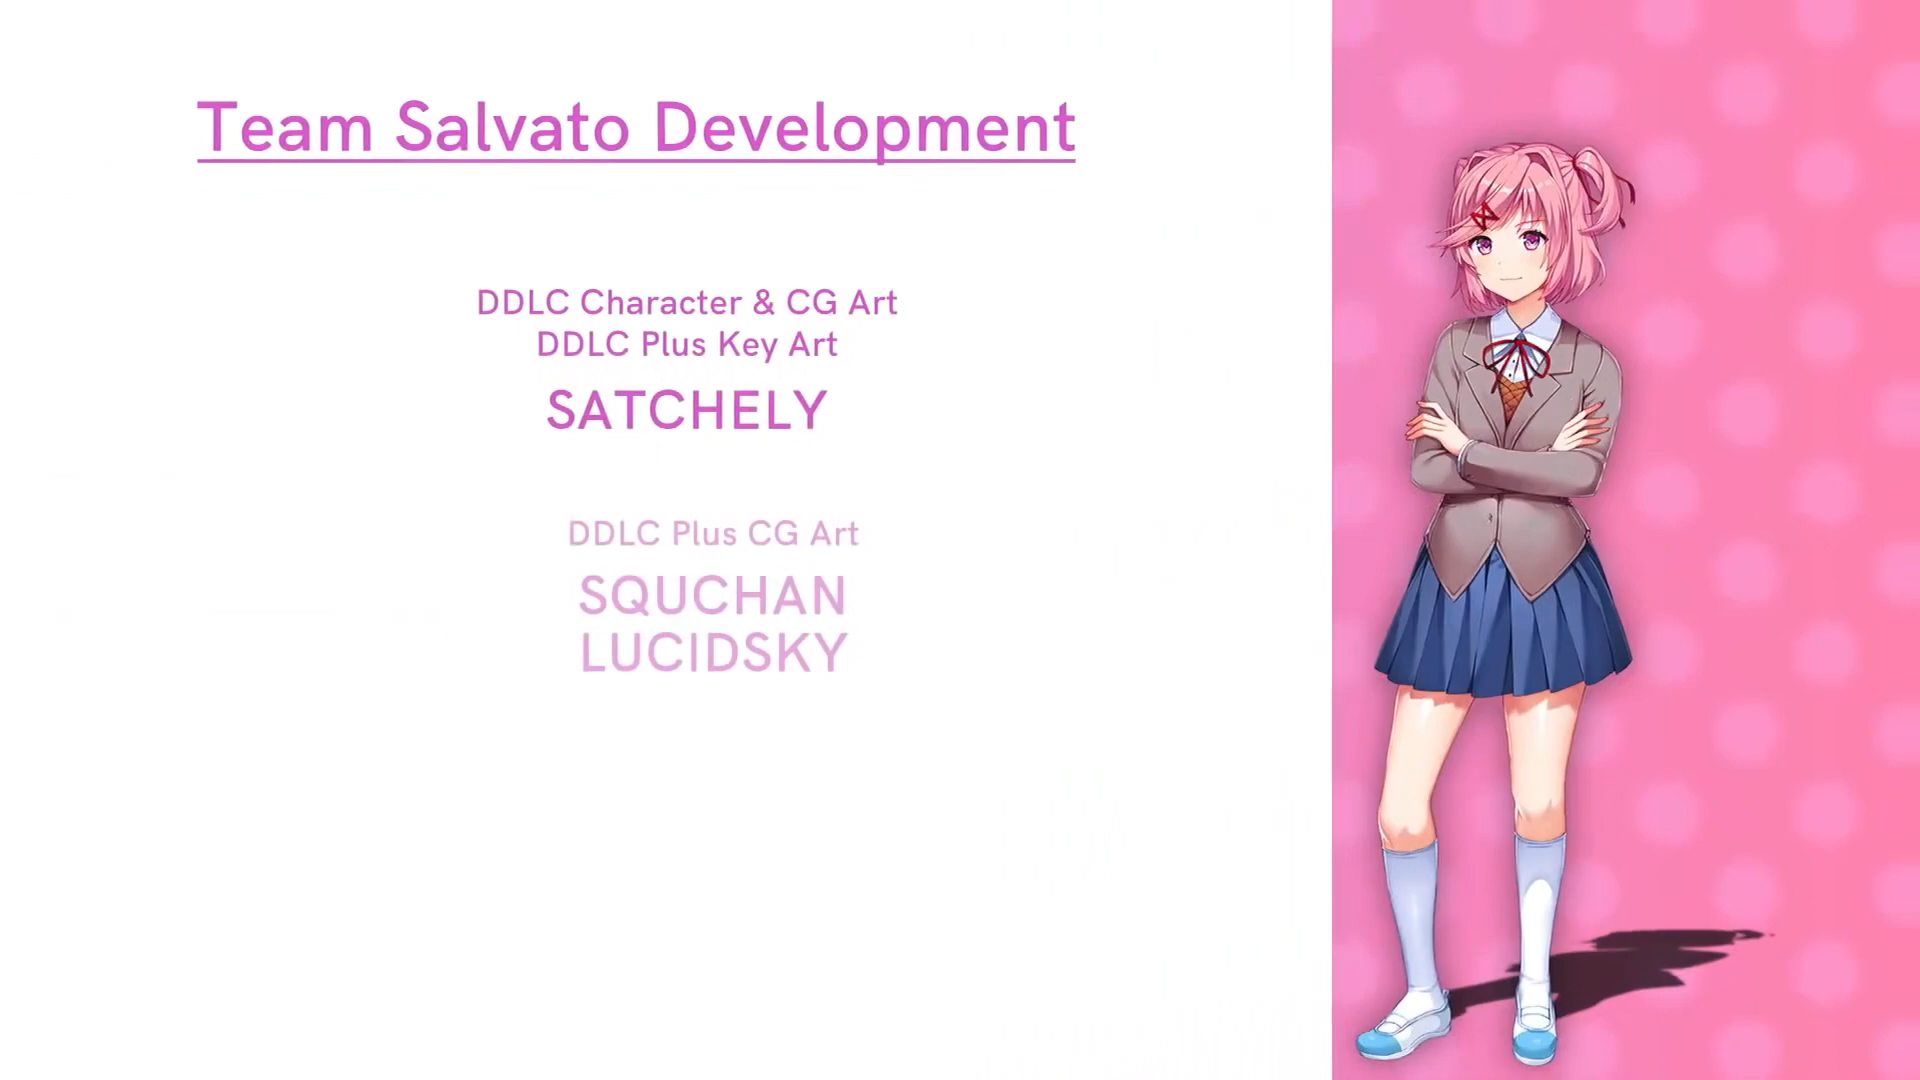 Team Salvato Development
DDLC Character & CG Art
DDLC Plus Key Art
SATCHELY
DDLC Plus CG Art
SQUCHAN
LUCIDSKY